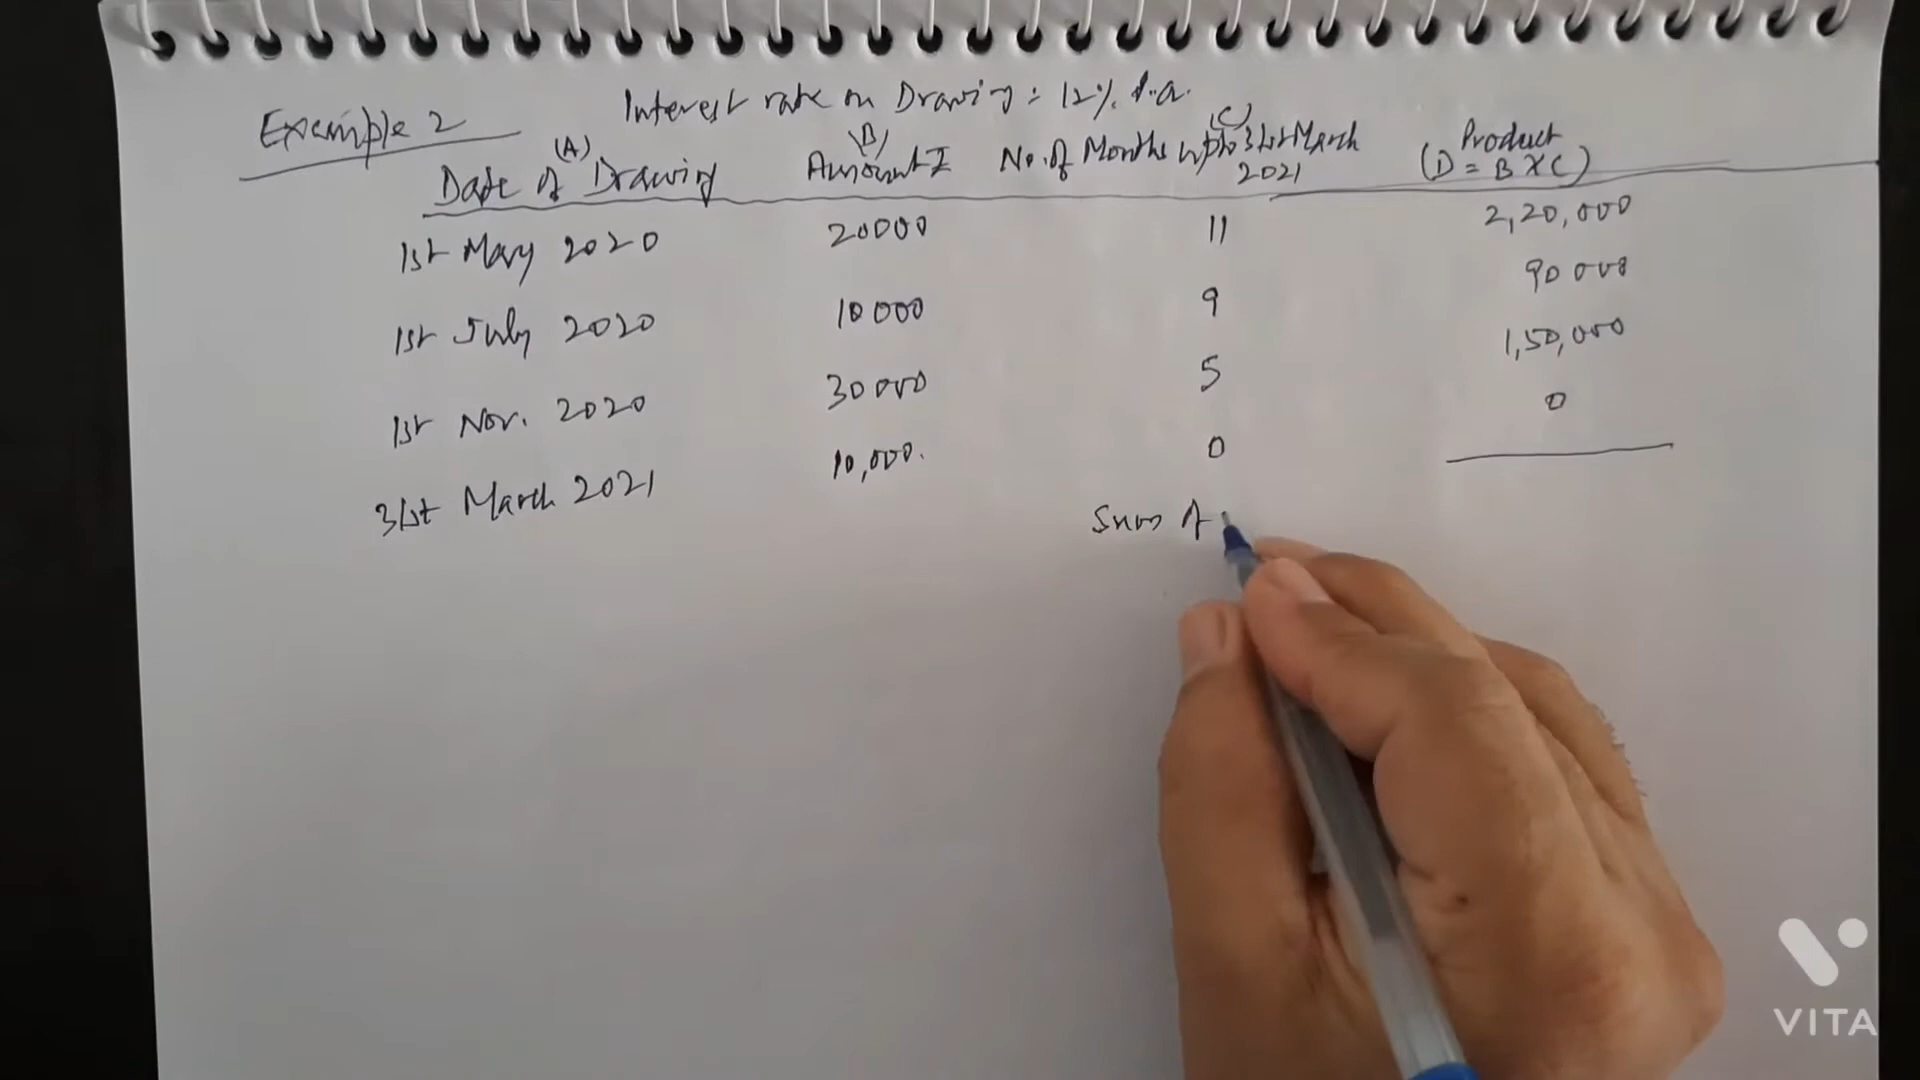 Example 2
Interest rate on Drawing = 12% P.a.
(A) (B) (C)
Date of Drawing Amount No. of Months upto 31st March 2021 Product (D = B X C)
1st May 2020 20000 11 2,20,000
1st July 2020 10000 9 90000
1st Nov. 2020 30000 5 1,50,000
31st March 2021 10,000. 0 0
Sum of
VITA